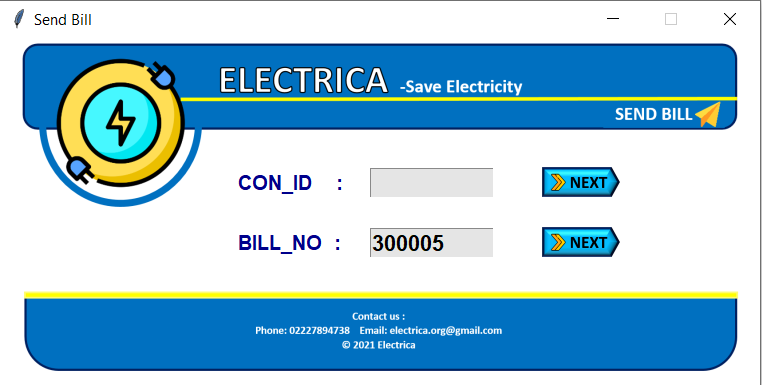 Send Bill
ELECTRICA -Save Electricity
SEND BILL
CON_ID : NEXT
BILL_NO : 300005 NEXT
Contact us :
Phone: 02227894738 Email: electrica.org@gmail.com
© 2021 Electrica